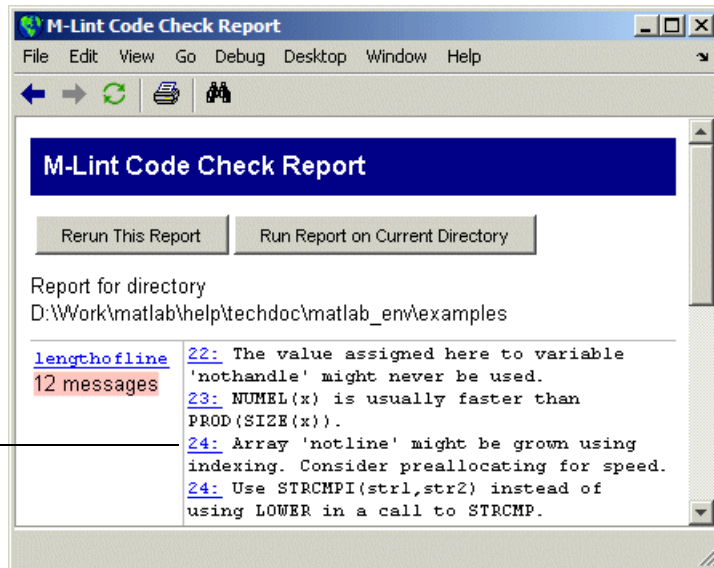 M-Lint Code Check Report
File Edit View Go Debug Desktop Window Help
M-Lint Code Check Report
Rerun This Report Run Report on Current Directory
Report for directory
D:\Work\matlab\help\techdoc\matlab_env\examples
lengthofline
12 messages
22: The value assigned here to variable
'nothandle' might never be used.
23: NUMEL(x) is usually faster than
PROD(SIZE(x)).
24: Array 'notline' might be grown using
indexing. Consider preallocating for speed.
24: Use STRCMPI(str1,str2) instead of
using LOWER in a call to STRCMP.